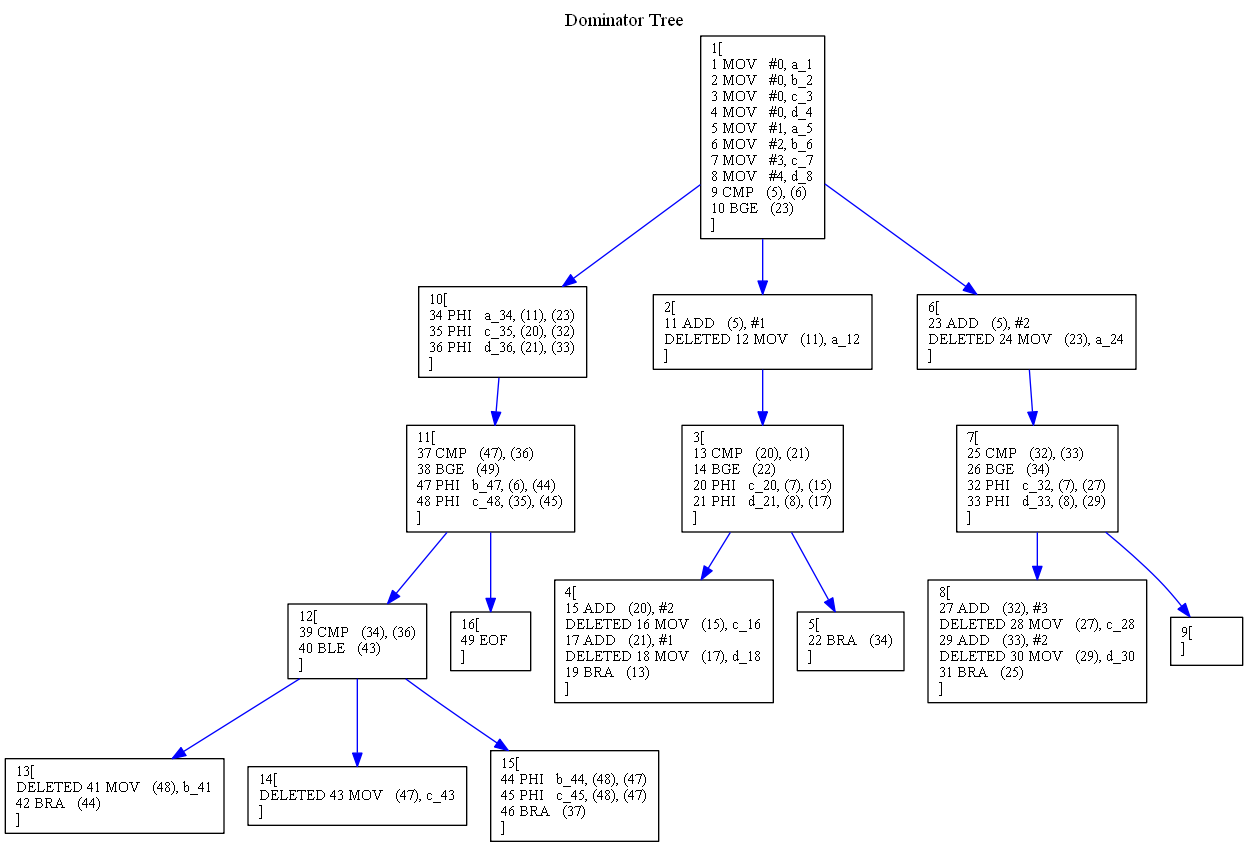 Dominator Tree
1[
1 MOV #0, a_1
2 MOV #0, b_2
3 MOV #0, c_3
4 MOV #0, d_4
5 MOV #1, a_5
6 MOV #2, b_6
7 MOV #3, c_7
8 MOV #4, d_8
9 CMP (5), (6)
10 BGE (23)
]
10[
34 PHI a_34, (11), (23)
35 PHI c_35, (20), (32)
36 PHI d_36, (21), (33)
]
2[
11 ADD (5), #1
DELETED 12 MOV (11), a_12
]
6[
23 ADD (5), #2
DELETED 24 MOV (23), a_24
]
11[
37 CMP (47), (36)
38 BGE (49)
47 PHI b_47, (6), (44)
48 PHI c_48, (35), (45)
]
3[
13 CMP (20), (21)
14 BGE (22)
20 PHI c_20, (7), (15)
21 PHI d_21, (8), (17)
]
7[
25 CMP (32), (33)
26 BGE (34)
32 PHI c_32, (7), (27)
33 PHI d_33, (8), (29)
]
12[
39 CMP (34), (36)
40 BLE (43)
]
16[
49 EOF
]
4[
15 ADD (20), #2
DELETED 16 MOV (15), c_16
17 ADD (21), #1
DELETED 18 MOV (17), d_18
19 BRA (13)
]
5[
22 BRA (34)
]
8[
27 ADD (32), #3
DELETED 28 MOV (27), c_28
29 ADD (33), #2
DELETED 30 MOV (29), d_30
31 BRA (25)
]
9[
]
13[
DELETED 41 MOV (48), b_41
42 BRA (44)
]
14[
DELETED 43 MOV (47), c_43
]
15[
44 PHI b_44, (48), (47)
45 PHI c_45, (48), (47)
46 BRA (37)
]